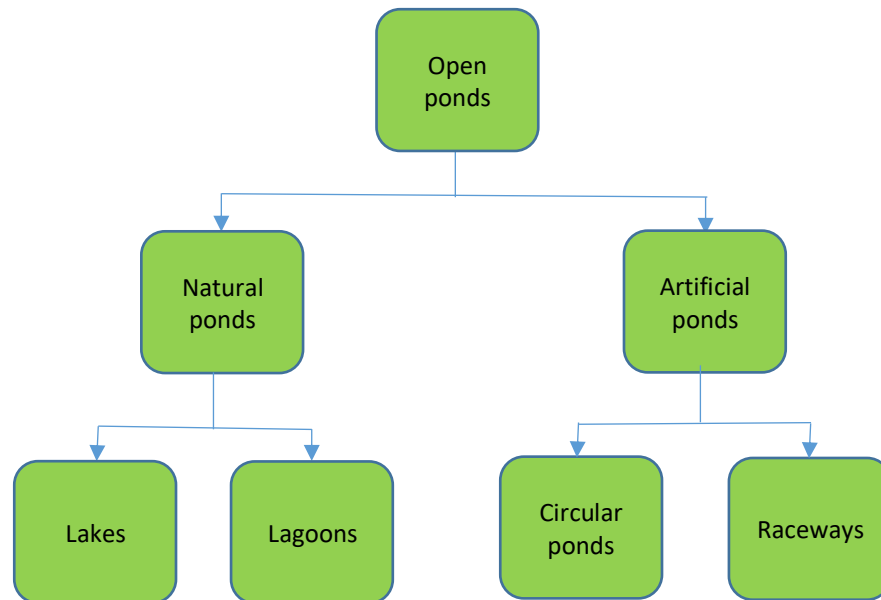 Open
ponds
Natural
ponds
Artificial
ponds
Lakes
Lagoons
Circular
ponds
Raceways